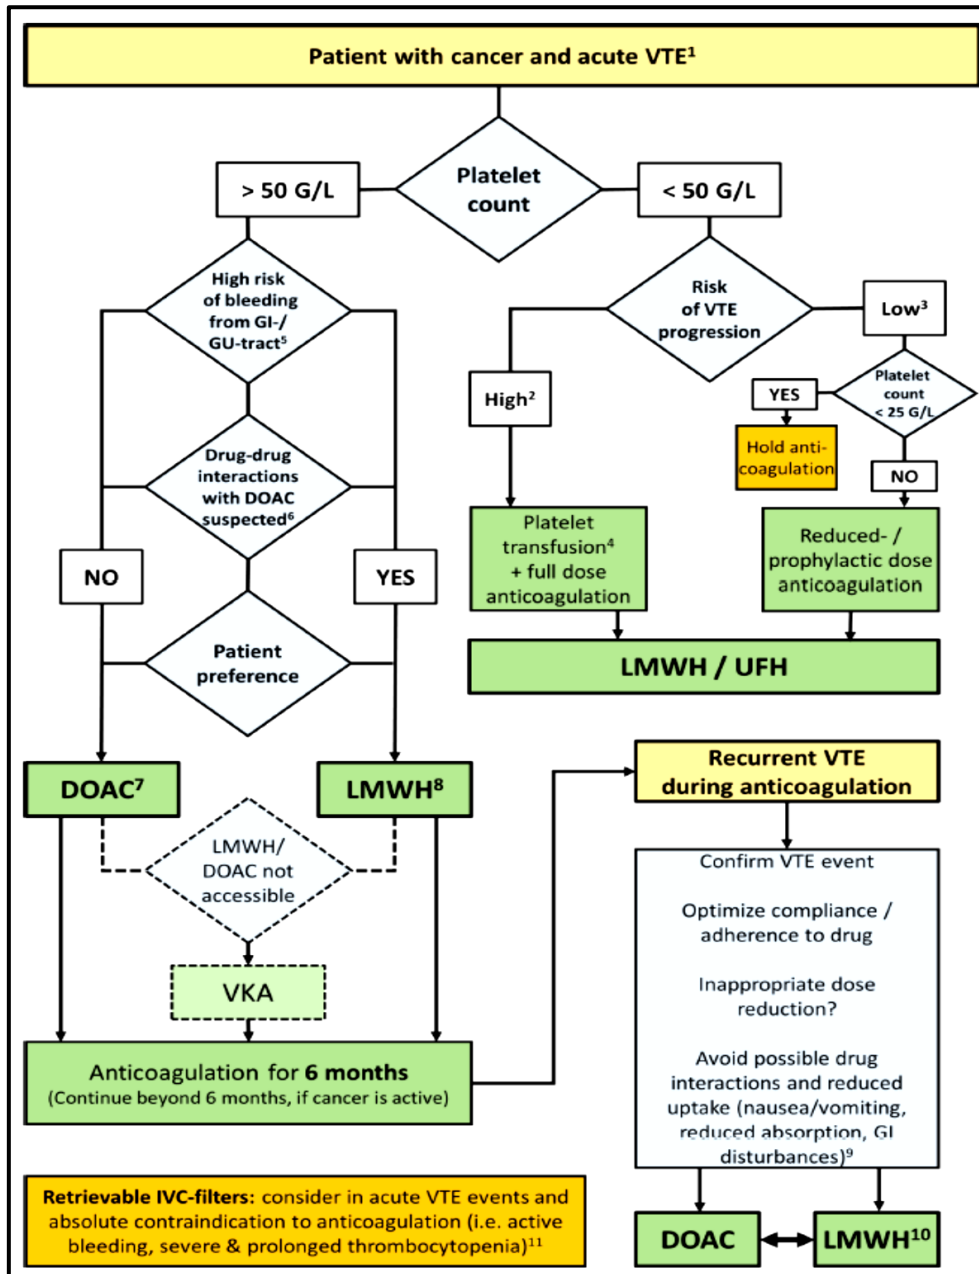 Patient with cancer and acute VTE¹
Platelet
count
> 50 G/L
< 50 G/L
High risk
of bleeding
from GI-/
GU-tract⁵
Risk
of VTE
progression
Low³
High²
Platelet
count
< 25 G/L
YES
Hold anti-
coagulation
NO
Drug-drug
interactions
with DOAC
suspected⁶
Platelet
transfusion⁴
+ full dose
anticoagulation
Reduced- /
prophylactic dose
anticoagulation
NO
YES
Patient
preference
LMWH / UFH
DOAC⁷
LMWH⁸
LMWH/
DOAC not
accessible
VKA
Anticoagulation for 6 months
(Continue beyond 6 months, if cancer is active)
Recurrent VTE
during anticoagulation
Confirm VTE event
Optimize compliance /
adherence to drug
Inappropriate dose
reduction?
Avoid possible drug
interactions and reduced
uptake (nausea/vomiting,
reduced absorption, GI
disturbances)⁹
DOAC
LMWH¹⁰
Retrievable IVC-filters: consider in acute VTE events and
absolute contraindication to anticoagulation (i.e. active
bleeding, severe & prolonged thrombocytopenia)¹¹